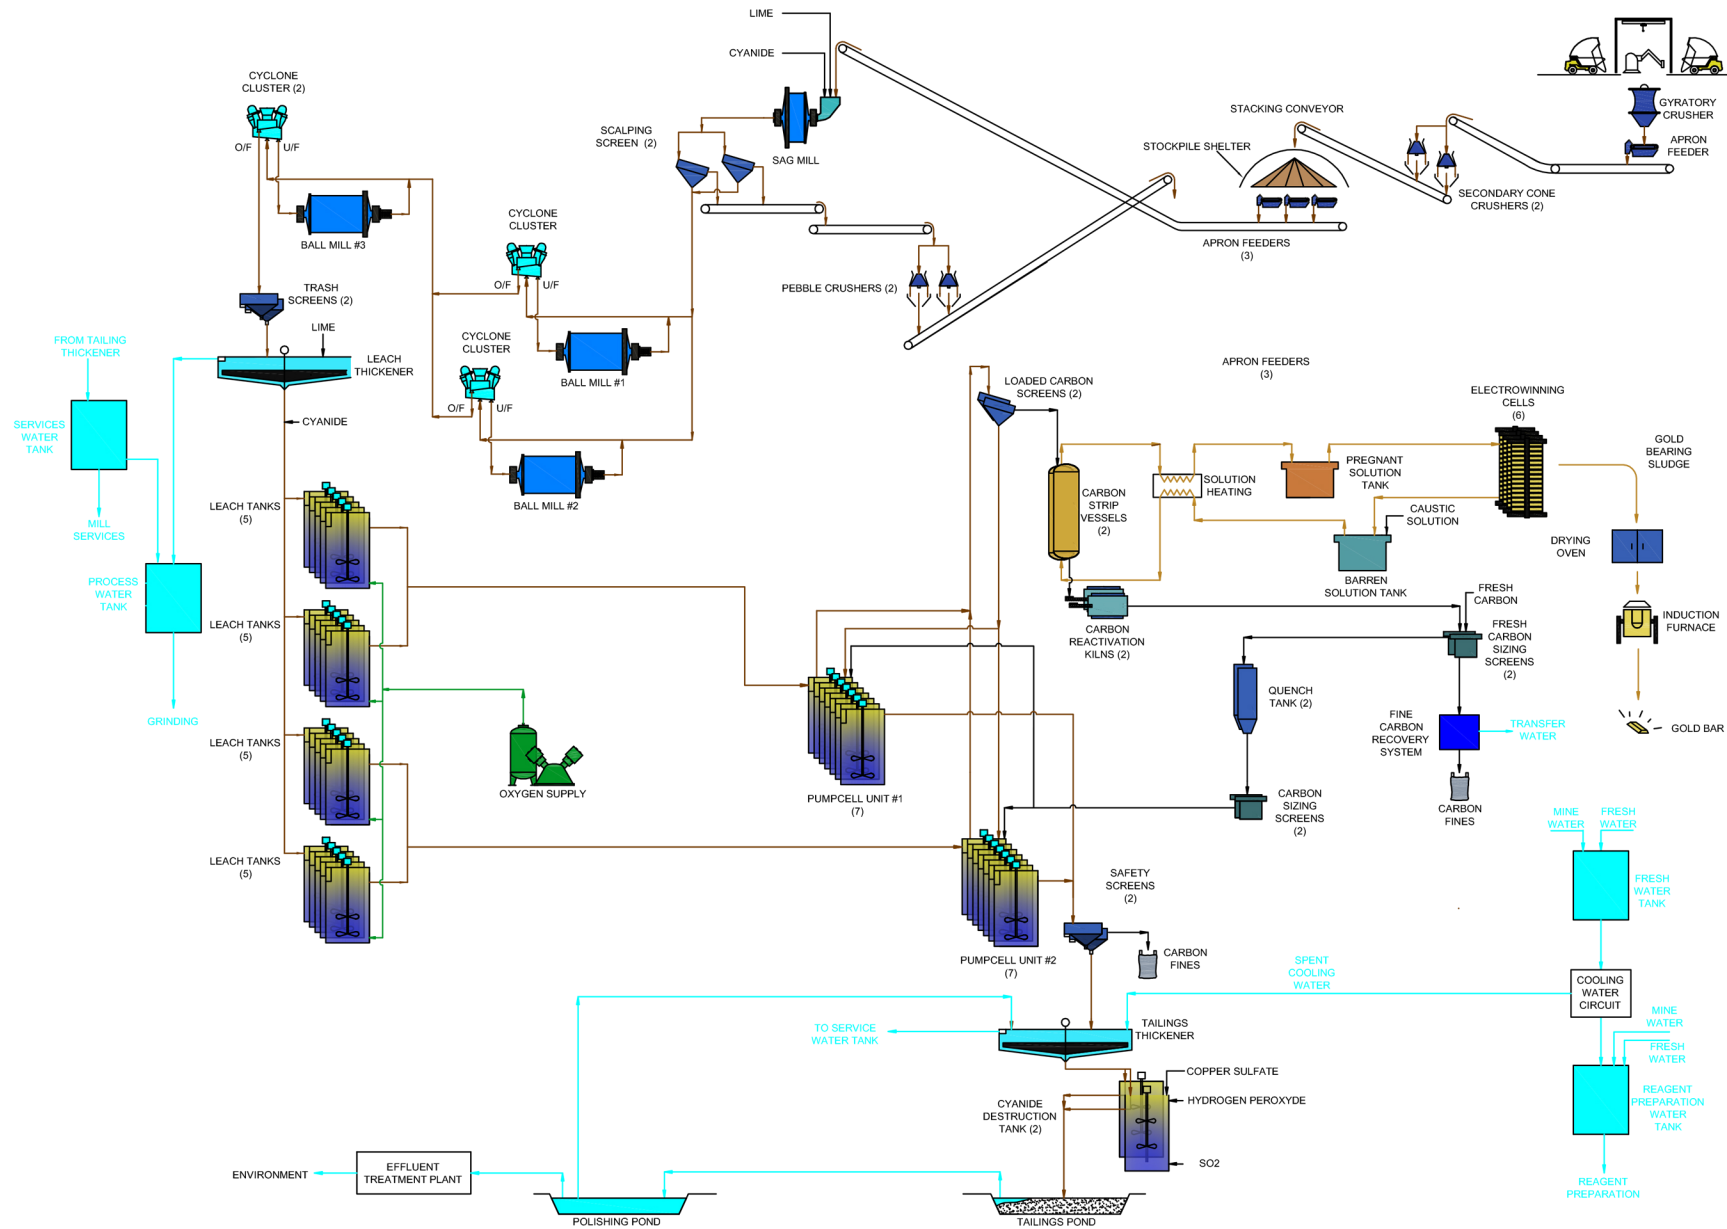 LIME
CYANIDE
CYCLONE
CLUSTER (2)
O/F
U/F
BALL MILL #3
SCALPING
SCREEN (2)
SAG MILL
STACKING CONVEYOR
STOCKPILE SHELTER
GYRATORY
CRUSHER
APRON
FEEDER
SECONDARY CONE
CRUSHERS (2)
APRON FEEDERS
(3)
CYCLONE
CLUSTER
O/F
U/F
BALL MILL #1
PEBBLE CRUSHERS (2)
TRASH
SCREENS (2)
LIME
LEACH
THICKENER
FROM TAILING
THICKENER
CYCLONE
CLUSTER
O/F
U/F
BALL MILL #2
CYANIDE
SERVICES
WATER
TANK
MILL
SERVICES
PROCESS
WATER
TANK
GRINDING
LEACH TANKS
(5)
LEACH TANKS
(5)
LEACH TANKS
(5)
LEACH TANKS
(5)
OXYGEN SUPPLY
APRON FEEDERS
(3)
LOADED CARBON
SCREENS (2)
CARBON
STRIP
VESSELS
(2)
SOLUTION
HEATING
PREGNANT
SOLUTION
TANK
ELECTROWINNING
CELLS
(6)
GOLD
BEARING
SLUDGE
CAUSTIC
SOLUTION
BARREN
SOLUTION TANK
DRYING
OVEN
INDUCTION
FURNACE
GOLD BAR
CARBON
REACTIVATION
KILNS (2)
FRESH
CARBON
FRESH
CARBON
SIZING
SCREENS
(2)
QUENCH
TANK (2)
FINE
CARBON
RECOVERY
SYSTEM
TRANSFER
WATER
CARBON
FINES
CARBON
SIZING
SCREENS
(2)
PUMPCELL UNIT #1
(7)
PUMPCELL UNIT #2
(7)
SAFETY
SCREENS
(2)
CARBON
FINES
MINE
WATER
FRESH
WATER
FRESH
WATER
TANK
SPENT
COOLING
WATER
COOLING
WATER
CIRCUIT
MINE
WATER
FRESH
WATER
REAGENT
PREPARATION
WATER
TANK
REAGENT
PREPARATION
TO SERVICE
WATER TANK
TAILINGS
THICKENER
COPPER SULFATE
HYDROGEN PEROXYDE
CYANIDE
DESTRUCTION
TANK (2)
SO2
ENVIRONMENT
EFFLUENT
TREATMENT PLANT
POLISHING POND
TAILINGS POND